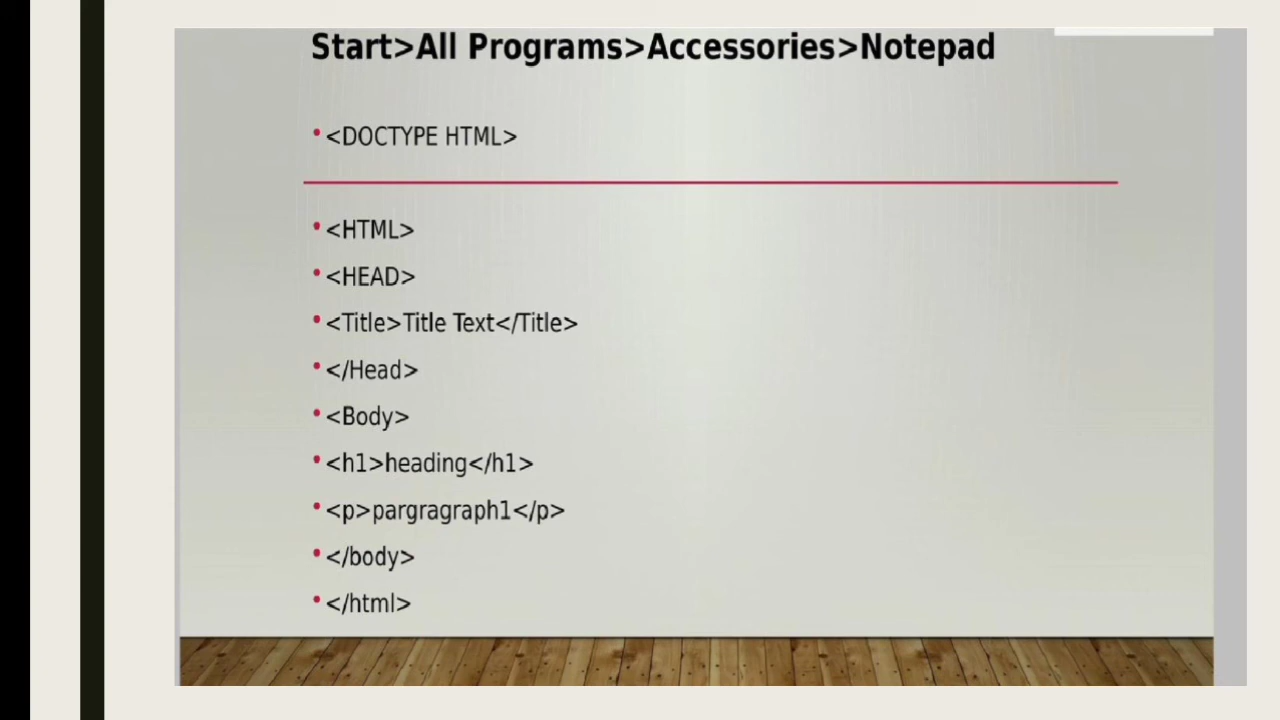 Start>All Programs>Accessories>Notepad
<DOCTYPE HTML>
<HTML>
<HEAD>
<Title>Title Text</Title>
</Head>
<Body>
<h1>heading</h1>
<p>pargragraph1</p>
</body>
</html>